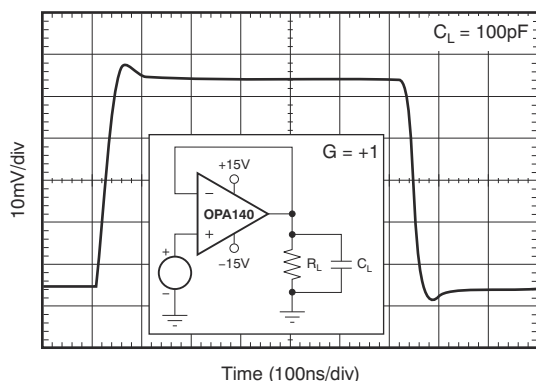 C_L = 100pF
10mV/div
G = +1
+15V
−
OPA140
+
−15V
+
−
R_L
C_L
Time (100ns/div)